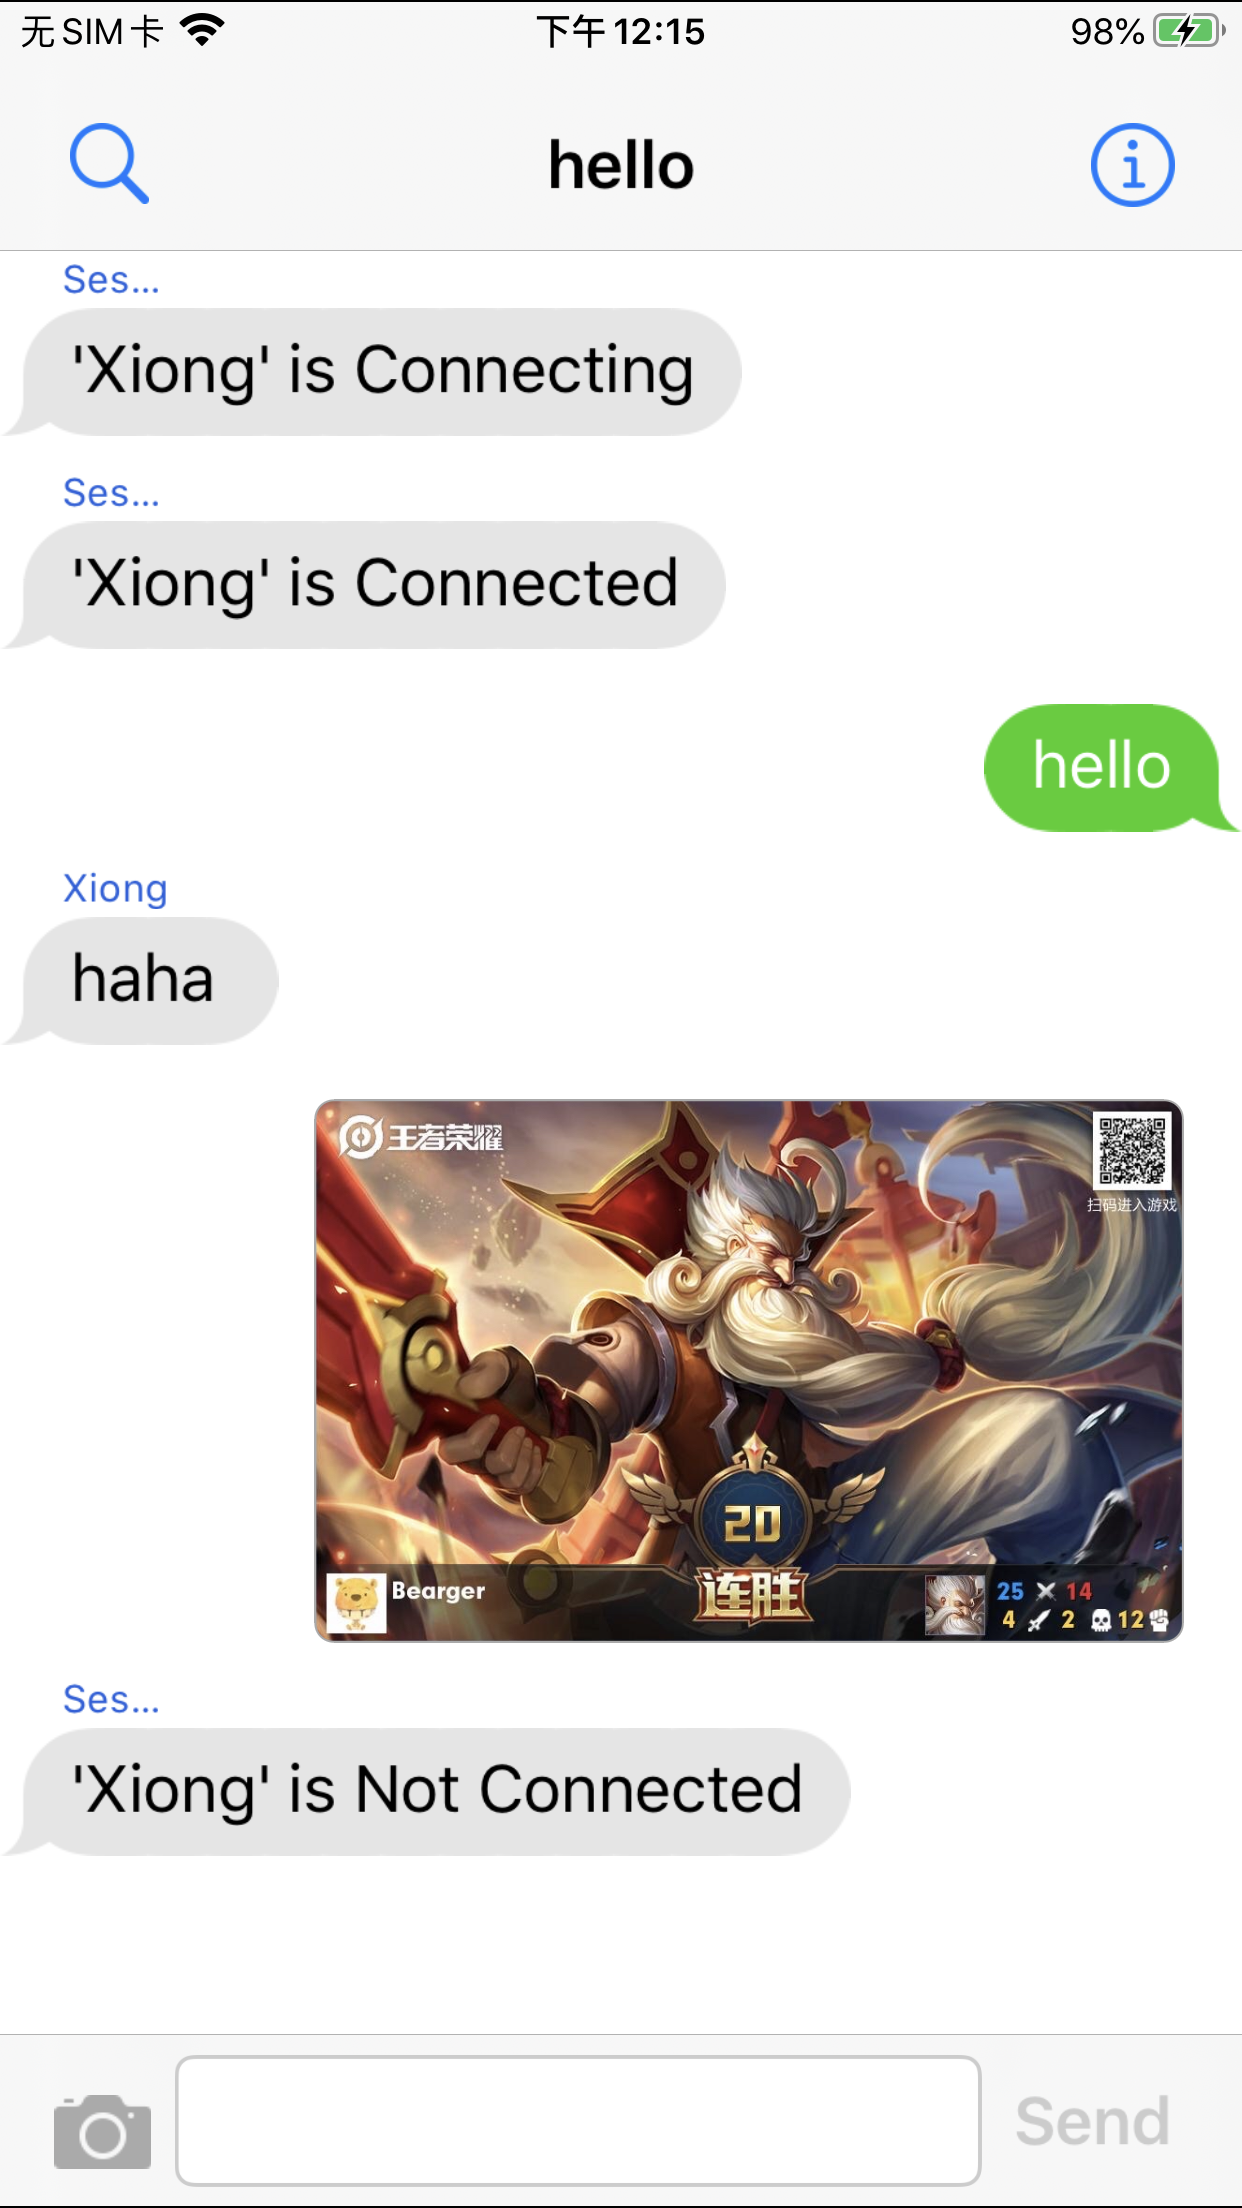 无SIM卡 下午12:15 98%
hello
Ses...
'Xiong' is Connecting
Ses...
'Xiong' is Connected
hello
Xiong
haha
王者荣耀
扫码进入游戏
20
连胜
Bearger
25 14
4 2 12
Ses...
'Xiong' is Not Connected
Send